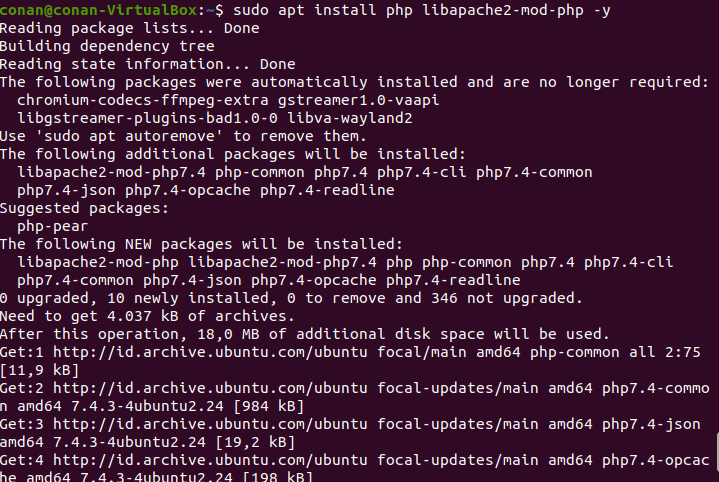 conan@conan-VirtualBox:~$ sudo apt install php libapache2-mod-php -y
Reading package lists... Done
Building dependency tree
Reading state information... Done
The following packages were automatically installed and are no longer required:
  chromium-codecs-ffmpeg-extra gstreamer1.0-vaapi
  libgstreamer-plugins-bad1.0-0 libva-wayland2
Use 'sudo apt autoremove' to remove them.
The following additional packages will be installed:
  libapache2-mod-php7.4 php-common php7.4 php7.4-cli php7.4-common
  php7.4-json php7.4-opcache php7.4-readline
Suggested packages:
  php-pear
The following NEW packages will be installed:
  libapache2-mod-php libapache2-mod-php7.4 php php-common php7.4 php7.4-cli
  php7.4-common php7.4-json php7.4-opcache php7.4-readline
0 upgraded, 10 newly installed, 0 to remove and 346 not upgraded.
Need to get 4.037 kB of archives.
After this operation, 18,0 MB of additional disk space will be used.
Get:1 http://id.archive.ubuntu.com/ubuntu focal/main amd64 php-common all 2:75
[11,9 kB]
Get:2 http://id.archive.ubuntu.com/ubuntu focal-updates/main amd64 php7.4-commo
n amd64 7.4.3-4ubuntu2.24 [984 kB]
Get:3 http://id.archive.ubuntu.com/ubuntu focal-updates/main amd64 php7.4-json
amd64 7.4.3-4ubuntu2.24 [19,2 kB]
Get:4 http://id.archive.ubuntu.com/ubuntu focal-updates/main amd64 php7.4-opcac
he amd64 7.4.3-4ubuntu2.24 [198 kB]